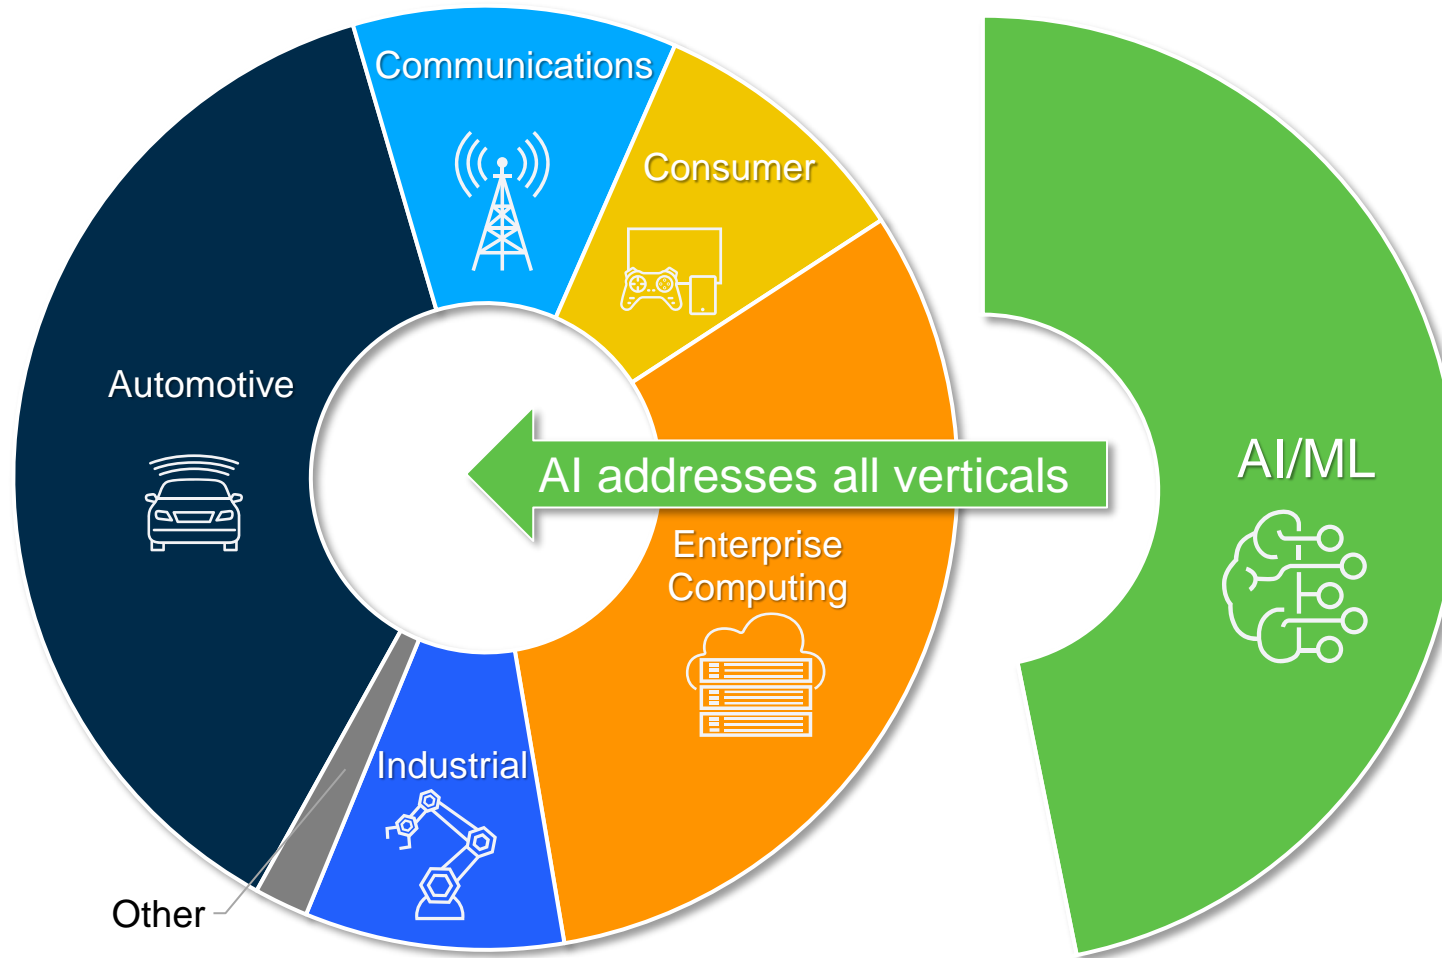 Communications
Consumer
Automotive
AI/ML
AI addresses all verticals
Enterprise
Computing
Industrial
Other